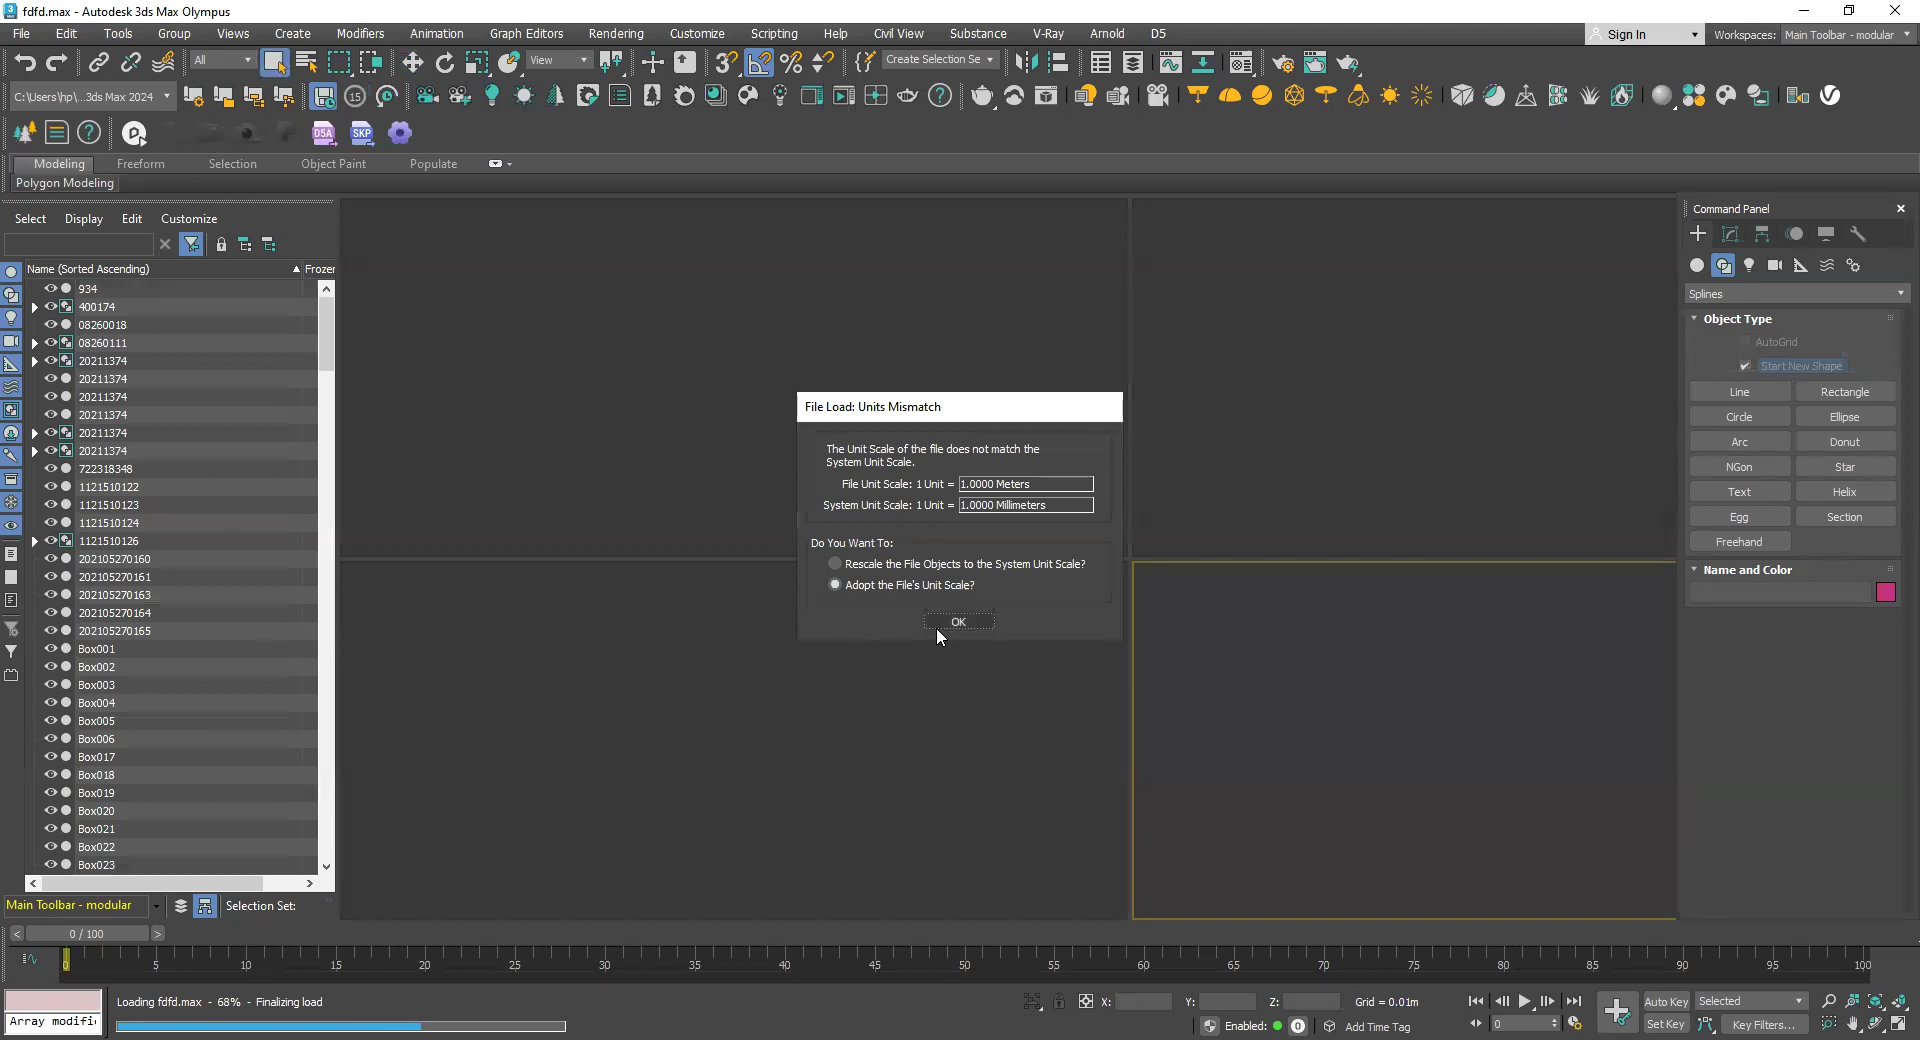 fdfd.max - Autodesk 3ds Max Olympus
File Edit Tools Group Views Create Modifiers Animation Graph Editors Rendering Customize Scripting Help Civil View Substance V-Ray Arnold D5
Sign In Workspaces: Main Toolbar - modular
All View Create Selection Se
C:\Users\hp\...3ds Max 2024 15
D5A SKP
Modeling Freeform Selection Object Paint Populate
Polygon Modeling
Select Display Edit Customize
Name (Sorted Ascending) Frozen
934
400174
08260018
08260111
20211374
20211374
20211374
20211374
20211374
20211374
722318348
1121510122
1121510123
1121510124
1121510126
202105270160
202105270161
202105270163
202105270164
202105270165
Box001
Box002
Box003
Box004
Box005
Box006
Box017
Box018
Box019
Box020
Box021
Box022
Box023
File Load: Units Mismatch
The Unit Scale of the file does not match the
System Unit Scale.
File Unit Scale: 1 Unit = 1.0000 Meters
System Unit Scale: 1 Unit = 1.0000 Millimeters
Do You Want To:
Rescale the File Objects to the System Unit Scale?
Adopt the File's Unit Scale?
OK
Command Panel
Splines
Object Type
AutoGrid
Start New Shape
Line Rectangle
Circle Ellipse
Arc Donut
NGon Star
Text Helix
Egg Section
Freehand
Name and Color
Main Toolbar - modular Selection Set:
< 0 / 100 >
0 5 10 15 20 25 30 35 40 45 50 55 60 65 70 75 80 85 90 95 100
Loading fdfd.max - 68% - Finalizing load
X: Y: Z: Grid = 0.01m
Auto Key Selected
Array modifi
Enabled: 0 Add Time Tag
0 Set Key Key Filters...